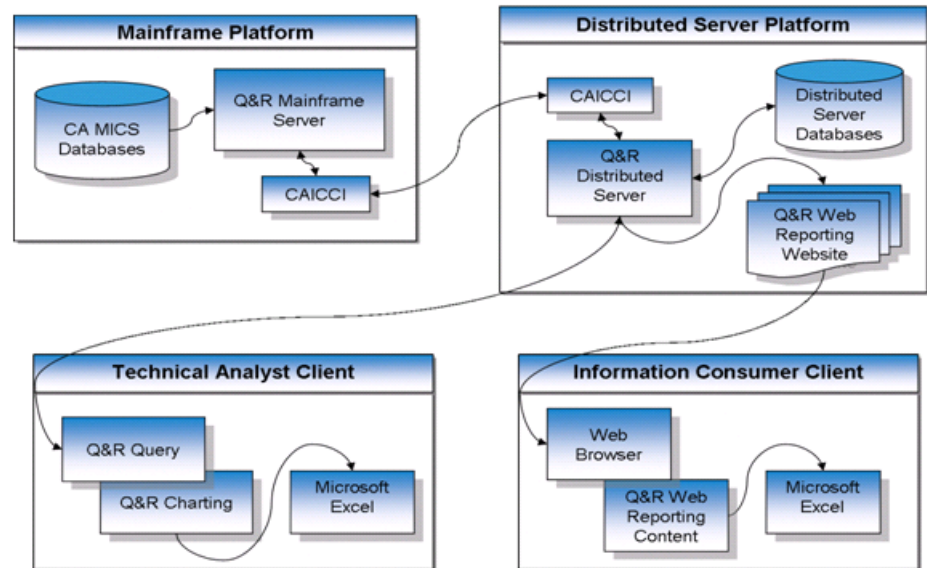 Mainframe Platform
CA MICS
Databases
Q&R Mainframe
Server
CAICCI
Distributed Server Platform
CAICCI
Q&R
Distributed
Server
Distributed
Server
Databases
Q&R Web
Reporting
Website
Technical Analyst Client
Q&R Query
Q&R Charting
Microsoft
Excel
Information Consumer Client
Web
Browser
Q&R Web
Reporting
Content
Microsoft
Excel